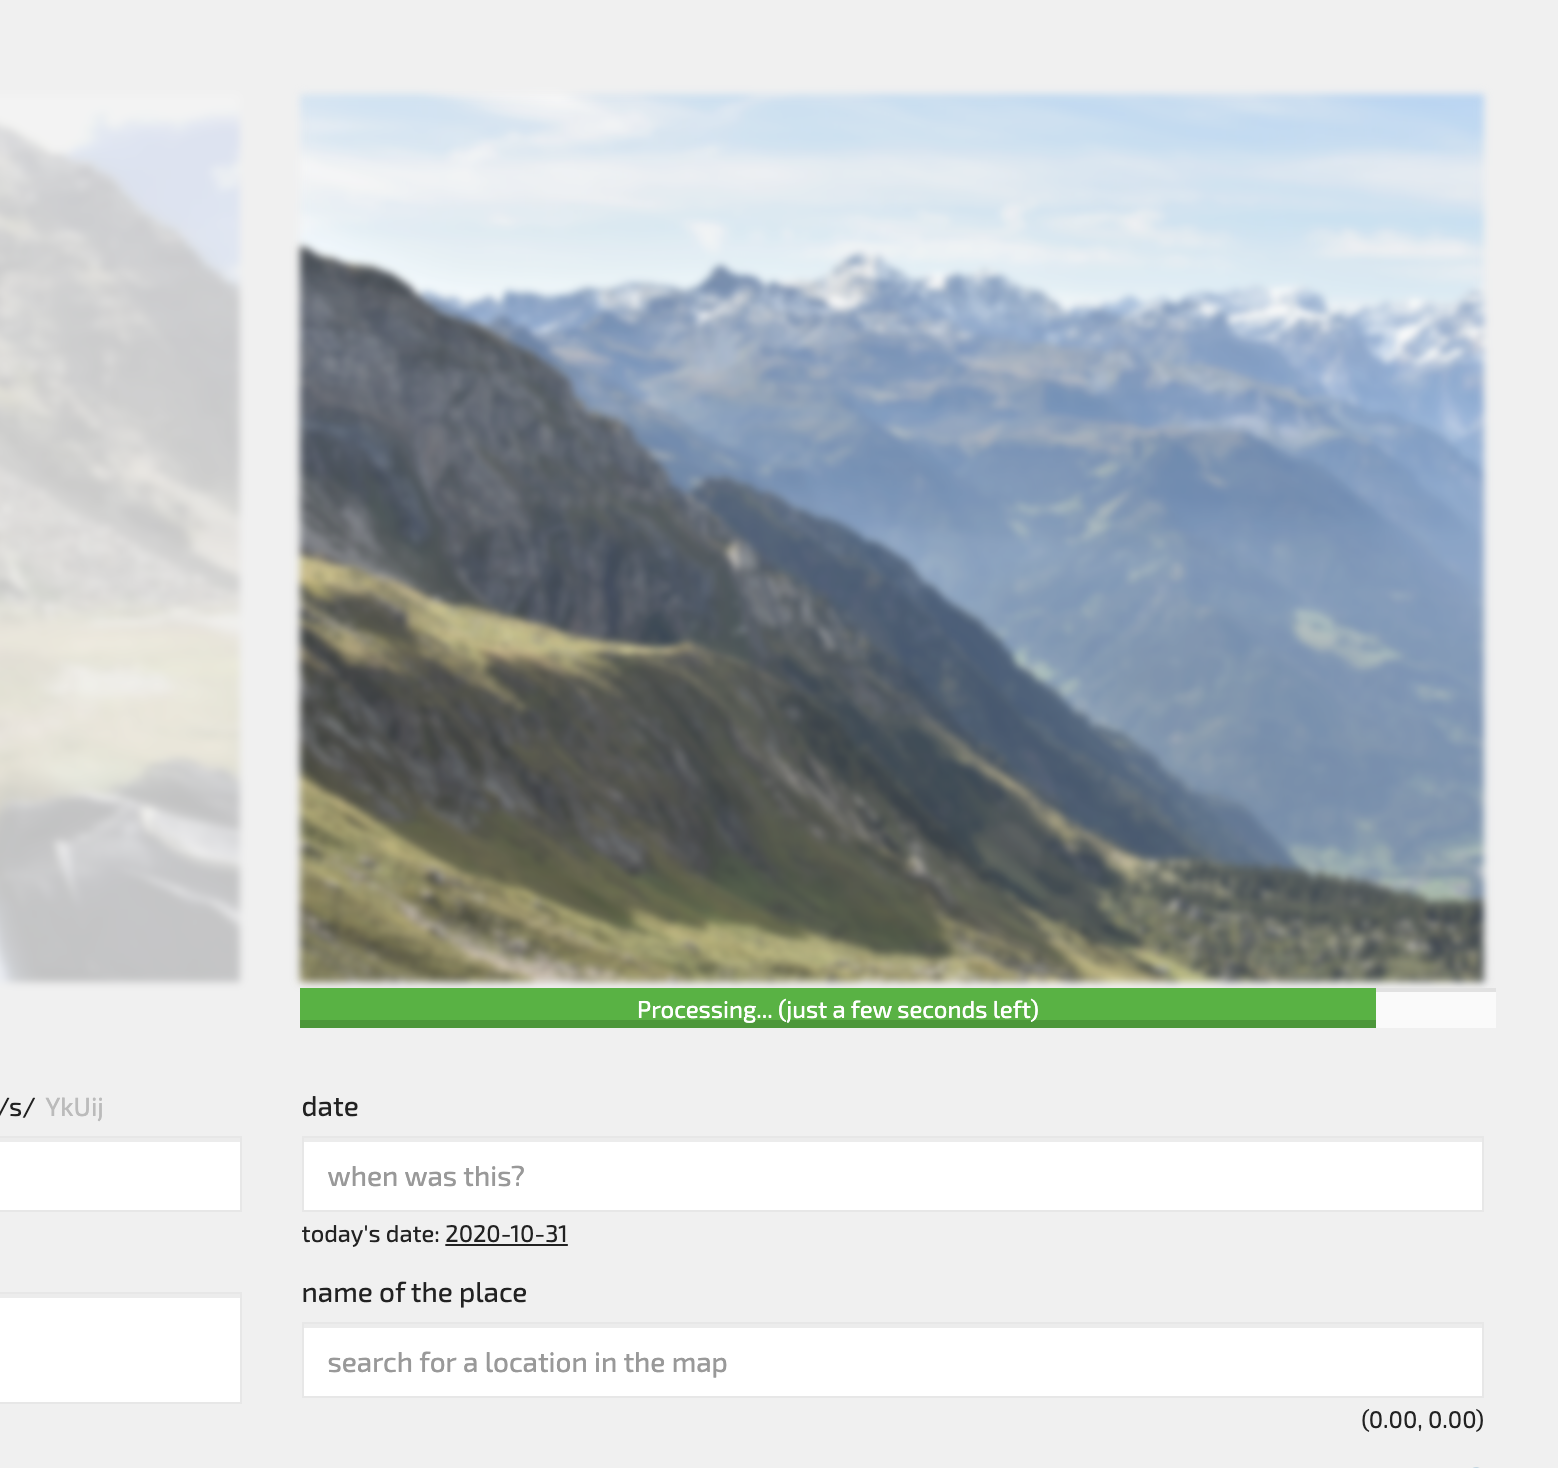 Processing... (just a few seconds left)
/s/ YkUij
date
when was this?
today's date: 2020-10-31
name of the place
search for a location in the map
(0.00, 0.00)